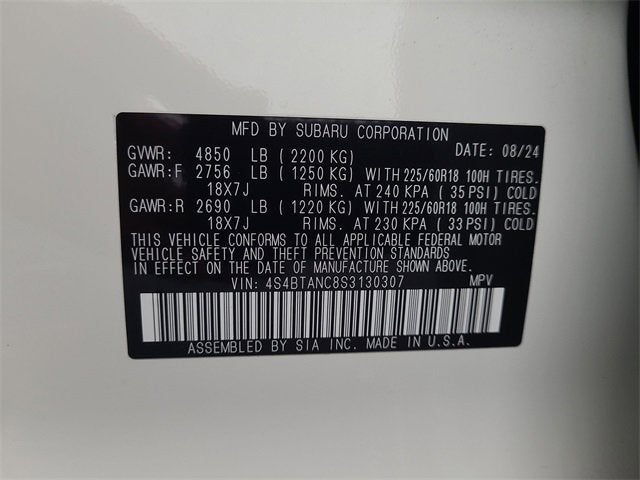 MFD BY SUBARU CORPORATION
GVWR: 4850 LB (2200 KG) DATE: 08/24
GAWR:F 2756 LB (1250 KG) WITH 225/60R18 100H TIRES.
18X7J RIMS. AT 240 KPA (35 PSI) COLD
GAWR:R 2690 LB (1220 KG) WITH 225/60R18 100H TIRES.
18X7J RIMS. AT 230 KPA (33 PSI) COLD
THIS VEHICLE CONFORMS TO ALL APPLICABLE FEDERAL MOTOR
VEHICLE SAFETY AND THEFT PREVENTION STANDARDS
IN EFFECT ON THE DATE OF MANUFACTURE SHOWN ABOVE.
VIN: 4S4BTANC8S3130307 MPV
ASSEMBLED BY SIA INC. MADE IN U.S.A.